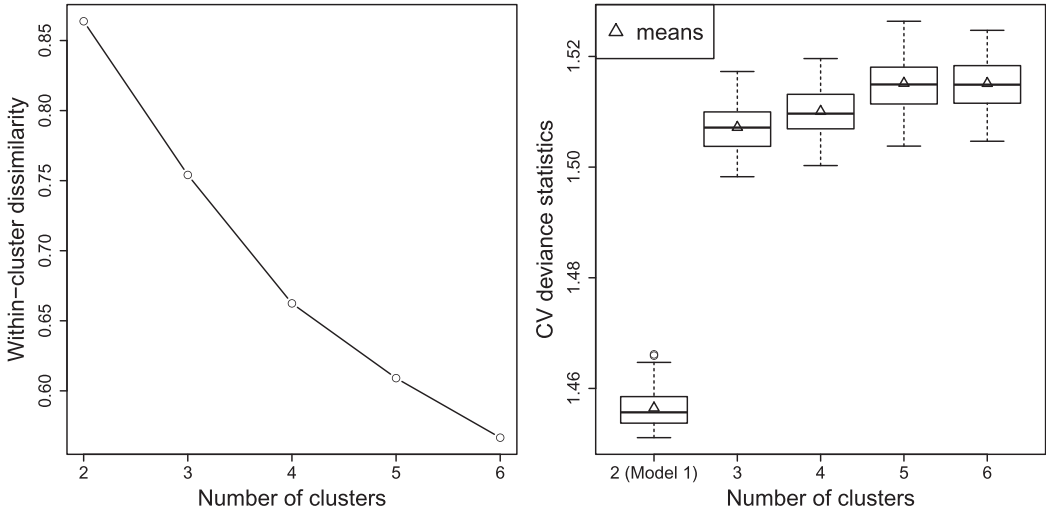 Within−cluster dissimilarity
0.85
0.80
0.75
0.70
0.65
0.60
2 3 4 5 6
Number of clusters
means
CV deviance statistics
1.52
1.50
1.48
1.46
2 (Model 1) 3 4 5 6
Number of clusters